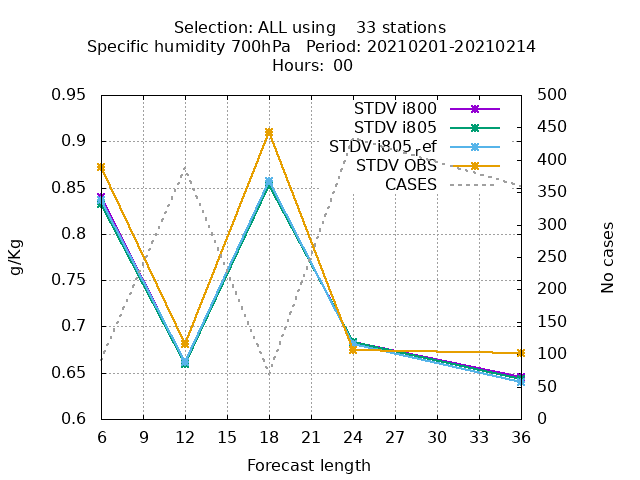 Selection: ALL using    33 stations
Specific humidity 700hPa   Period: 20210201-20210214
Hours:  00
STDV i800
STDV i805
STDV i805_ref
STDV OBS
CASES
g/Kg
0.95
0.9
0.85
0.8
0.75
0.7
0.65
0.6
500
450
400
350
300
250
200
150
100
50
0
No cases
6 9 12 15 18 21 24 27 30 33 36
Forecast length